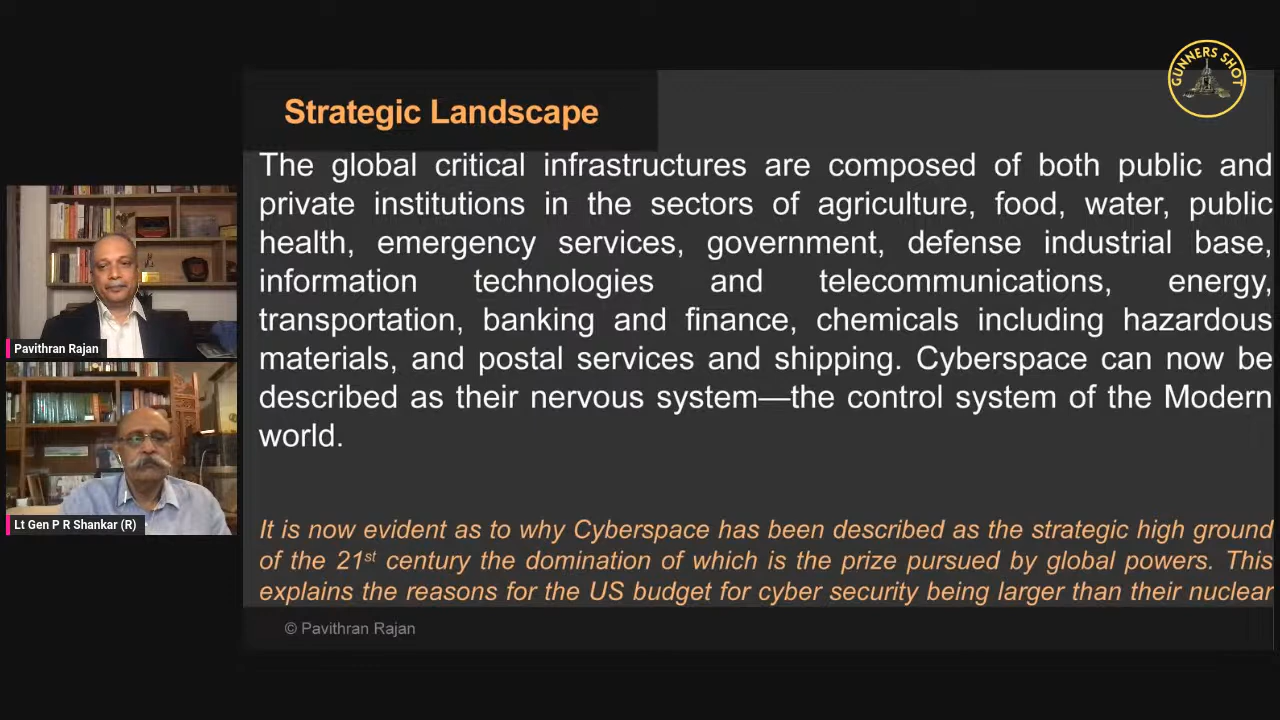 GUNNERS SHOT
Strategic Landscape
The global critical infrastructures are composed of both public and
private institutions in the sectors of agriculture, food, water, public
health, emergency services, government, defense industrial base,
information technologies and telecommunications, energy,
transportation, banking and finance, chemicals including hazardous
materials, and postal services and shipping. Cyberspace can now be
described as their nervous system—the control system of the Modern
world.
It is now evident as to why Cyberspace has been described as the strategic high ground
of the 21st century the domination of which is the prize pursued by global powers. This
explains the reasons for the US budget for cyber security being larger than their nuclear
© Pavithran Rajan
Pavithran Rajan
Lt Gen P R Shankar (R)